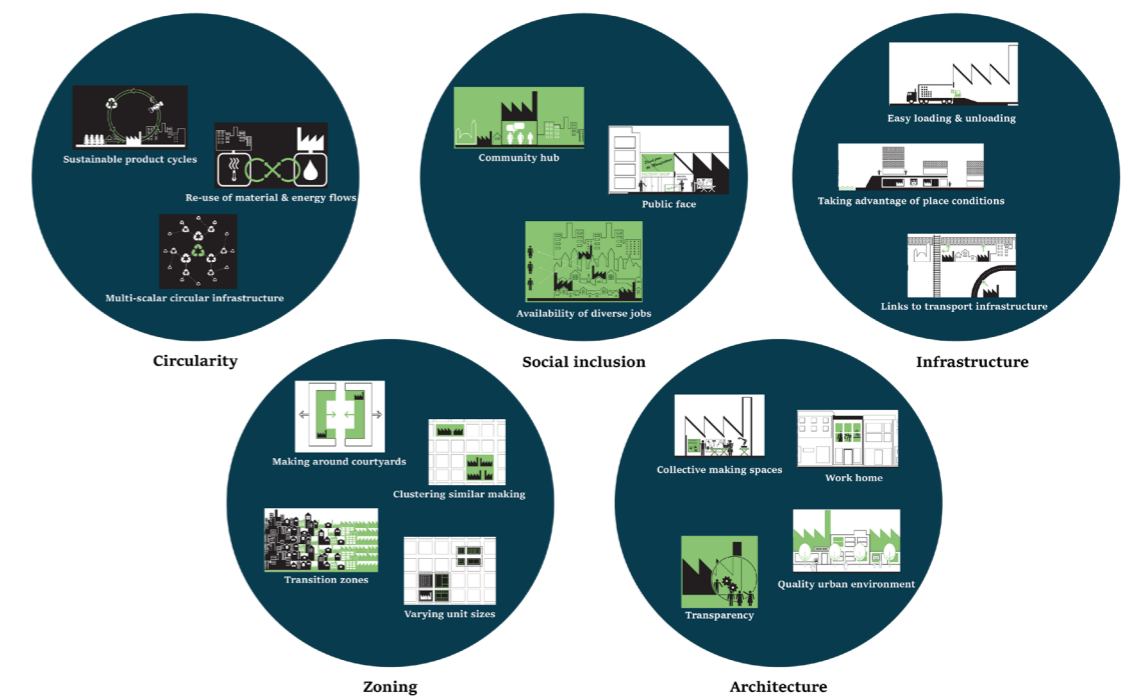 Sustainable product cycles
Re-use of material & energy flows
Multi-scalar circular infrastructure
Circularity
Community hub
Public face
Availability of diverse jobs
Social inclusion
Easy loading & unloading
Taking advantage of place conditions
Links to transport infrastructure
Infrastructure
Making around courtyards
Clustering similar making
Transition zones
Varying unit sizes
Zoning
Collective making spaces
Work home
Quality urban environment
Transparency
Architecture